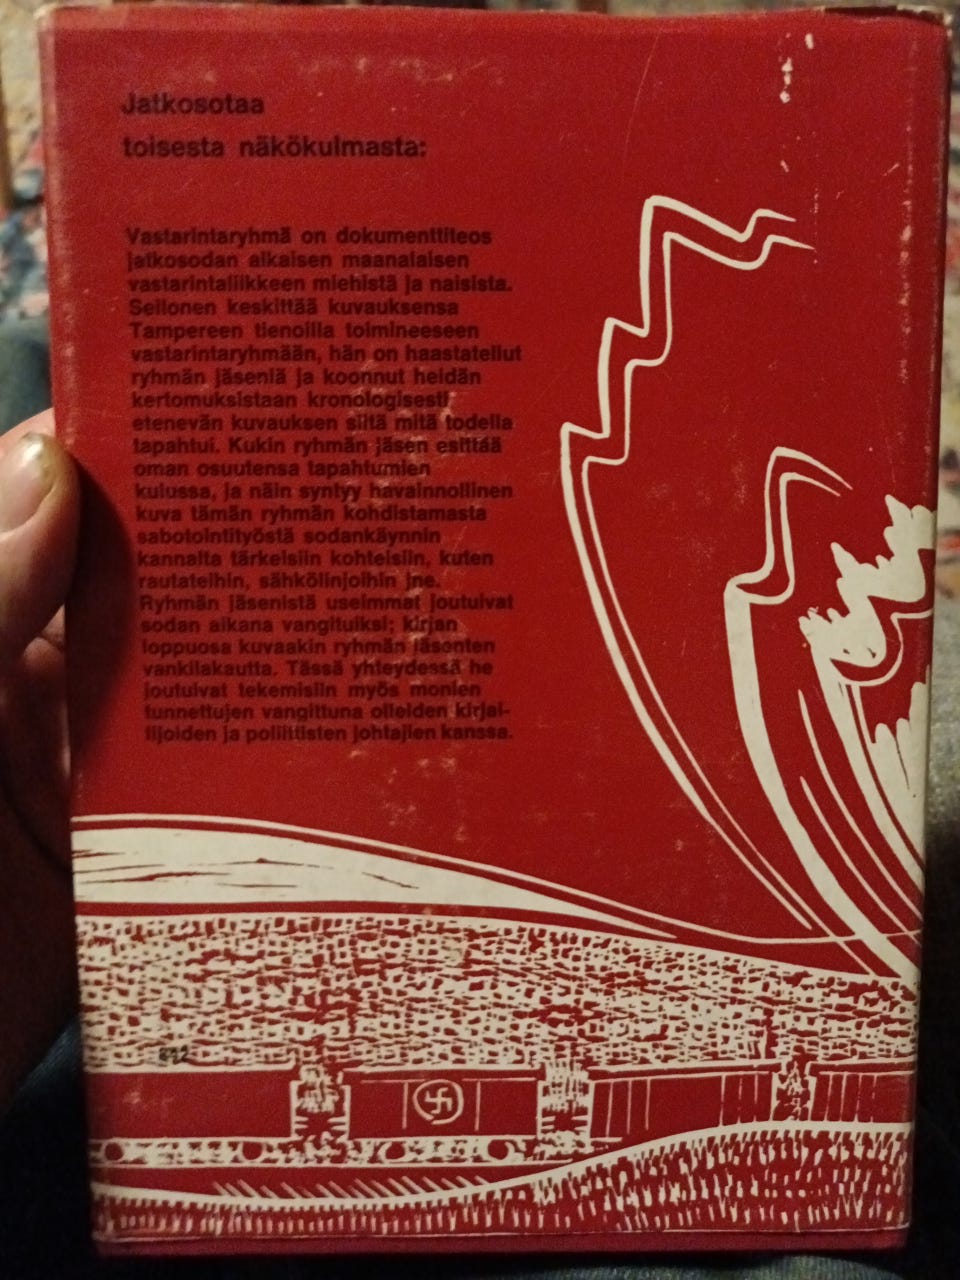 Jatkosotaa
toisesta näkökulmasta:
Vastarintaryhmä on dokumenttiteos
jatkosodan aikaisen maanalaisen
vastarintaliikkeen miehistä ja naisista.
Sellonen keskittää kuvauksensa
Tampereen tienoilla toimineeseen
vastarintaryhmään, hän on haastatellut
ryhmän jäseniä ja koonnut heidän
kertomuksistaan kronologisesti
etenevän kuvauksen siitä mitä todella
tapahtui. Kukin ryhmän jäsen esittää
oman osuutensa tapahtumien
kulussa, ja näin syntyy havainnollinen
kuva tämän ryhmän kohdistamasta
sabotointityöstä sodankäynnin
kannalta tärkeisiin kohteisiin, kuten
rautateihin, sähkölinjoihin jne.
Ryhmän jäsenistä useimmat joutuivat
sodan aikana vangituiksi; kirjan
loppuosa kuvaakin ryhmän jäsenten
vankilakautta. Tässä yhteydessä he
joutuivat tekemisiin myös monien
tunnettujen vangittuna olleiden kirjai-
lijoiden ja poliittisten johtajien kanssa.